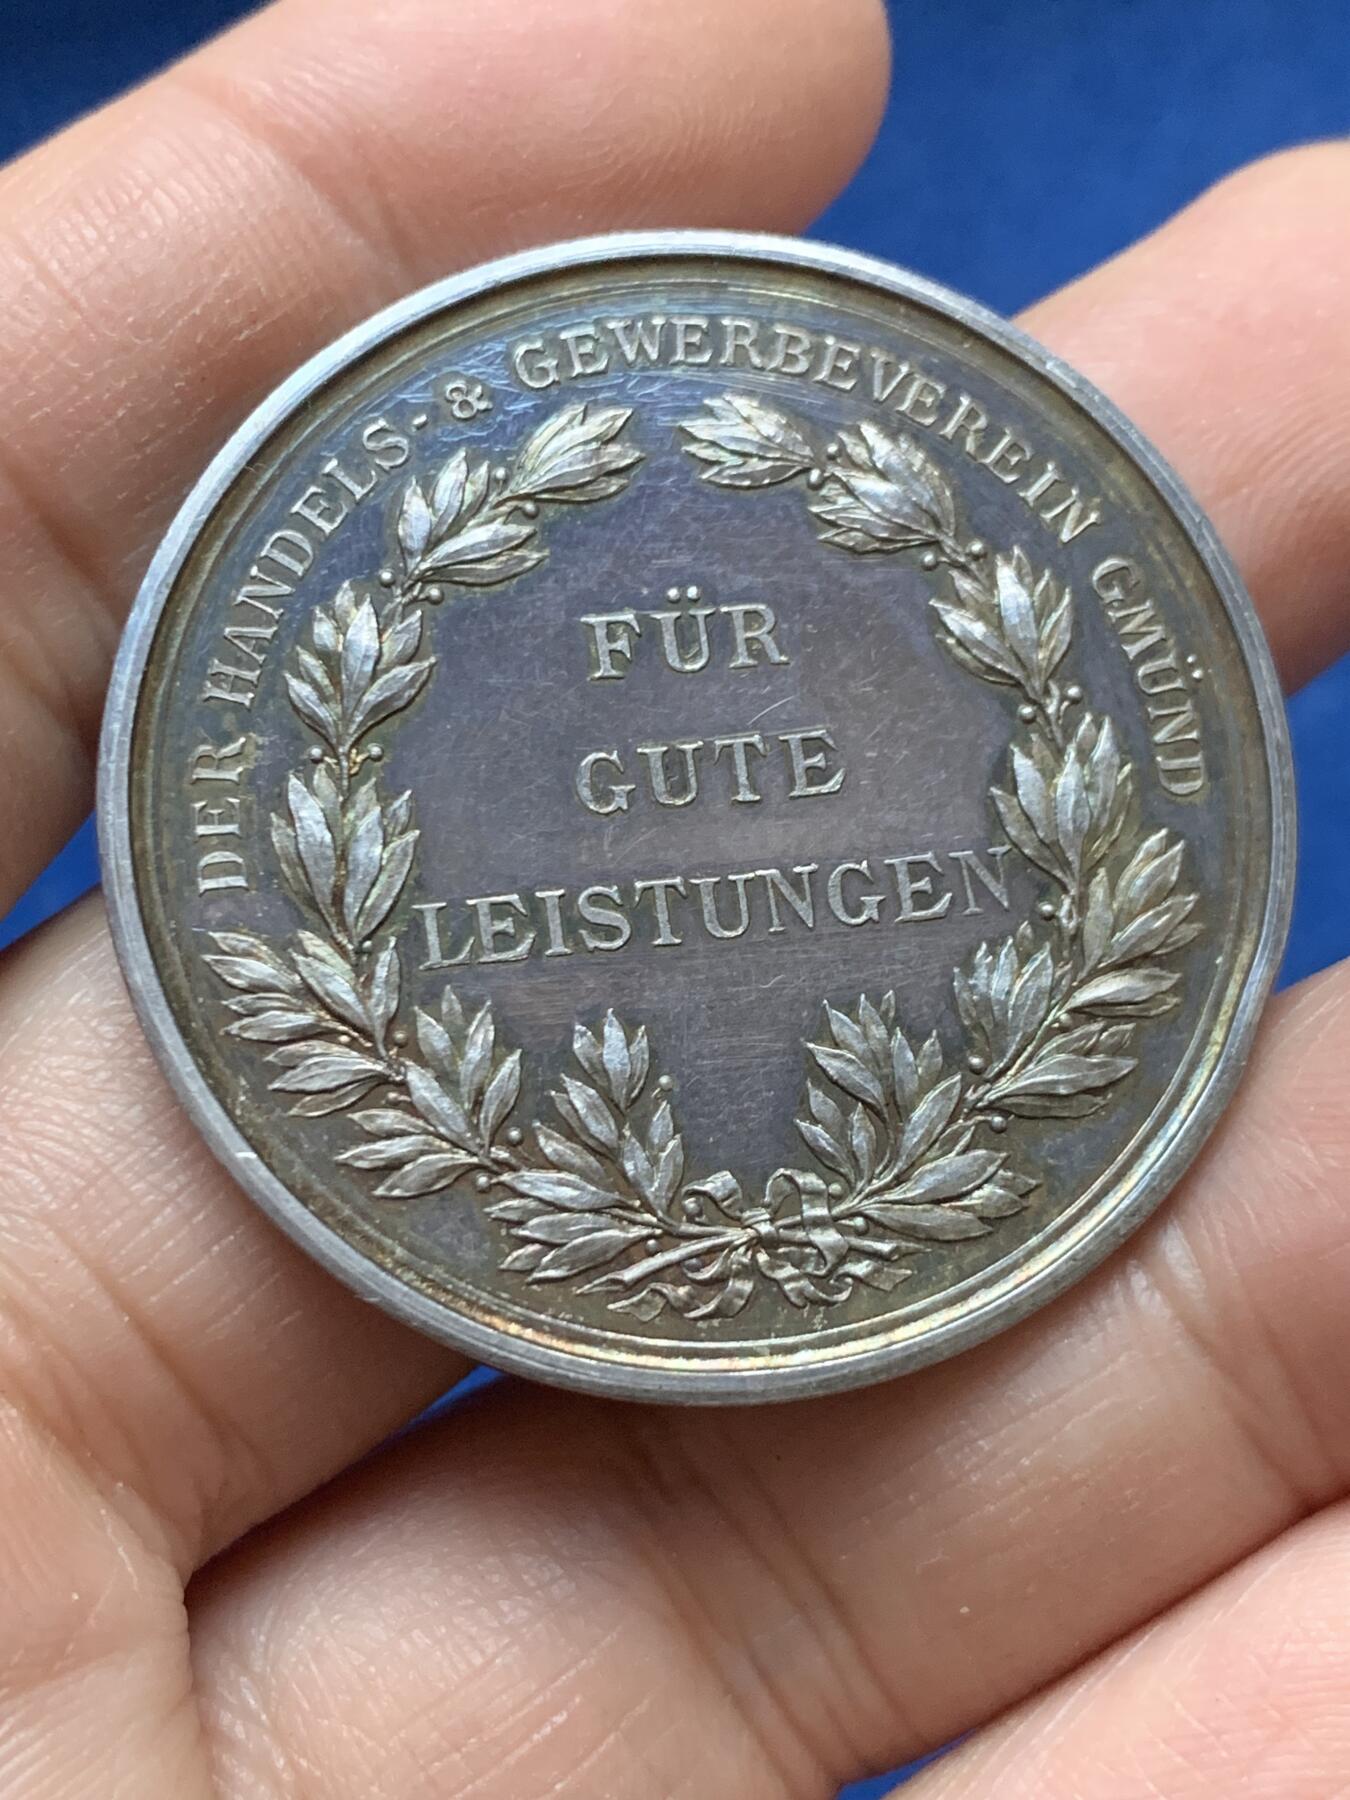 DER HANDELS- & GEWERBEVEREIN GMÜND
FÜR
GUTE
LEISTUNGEN